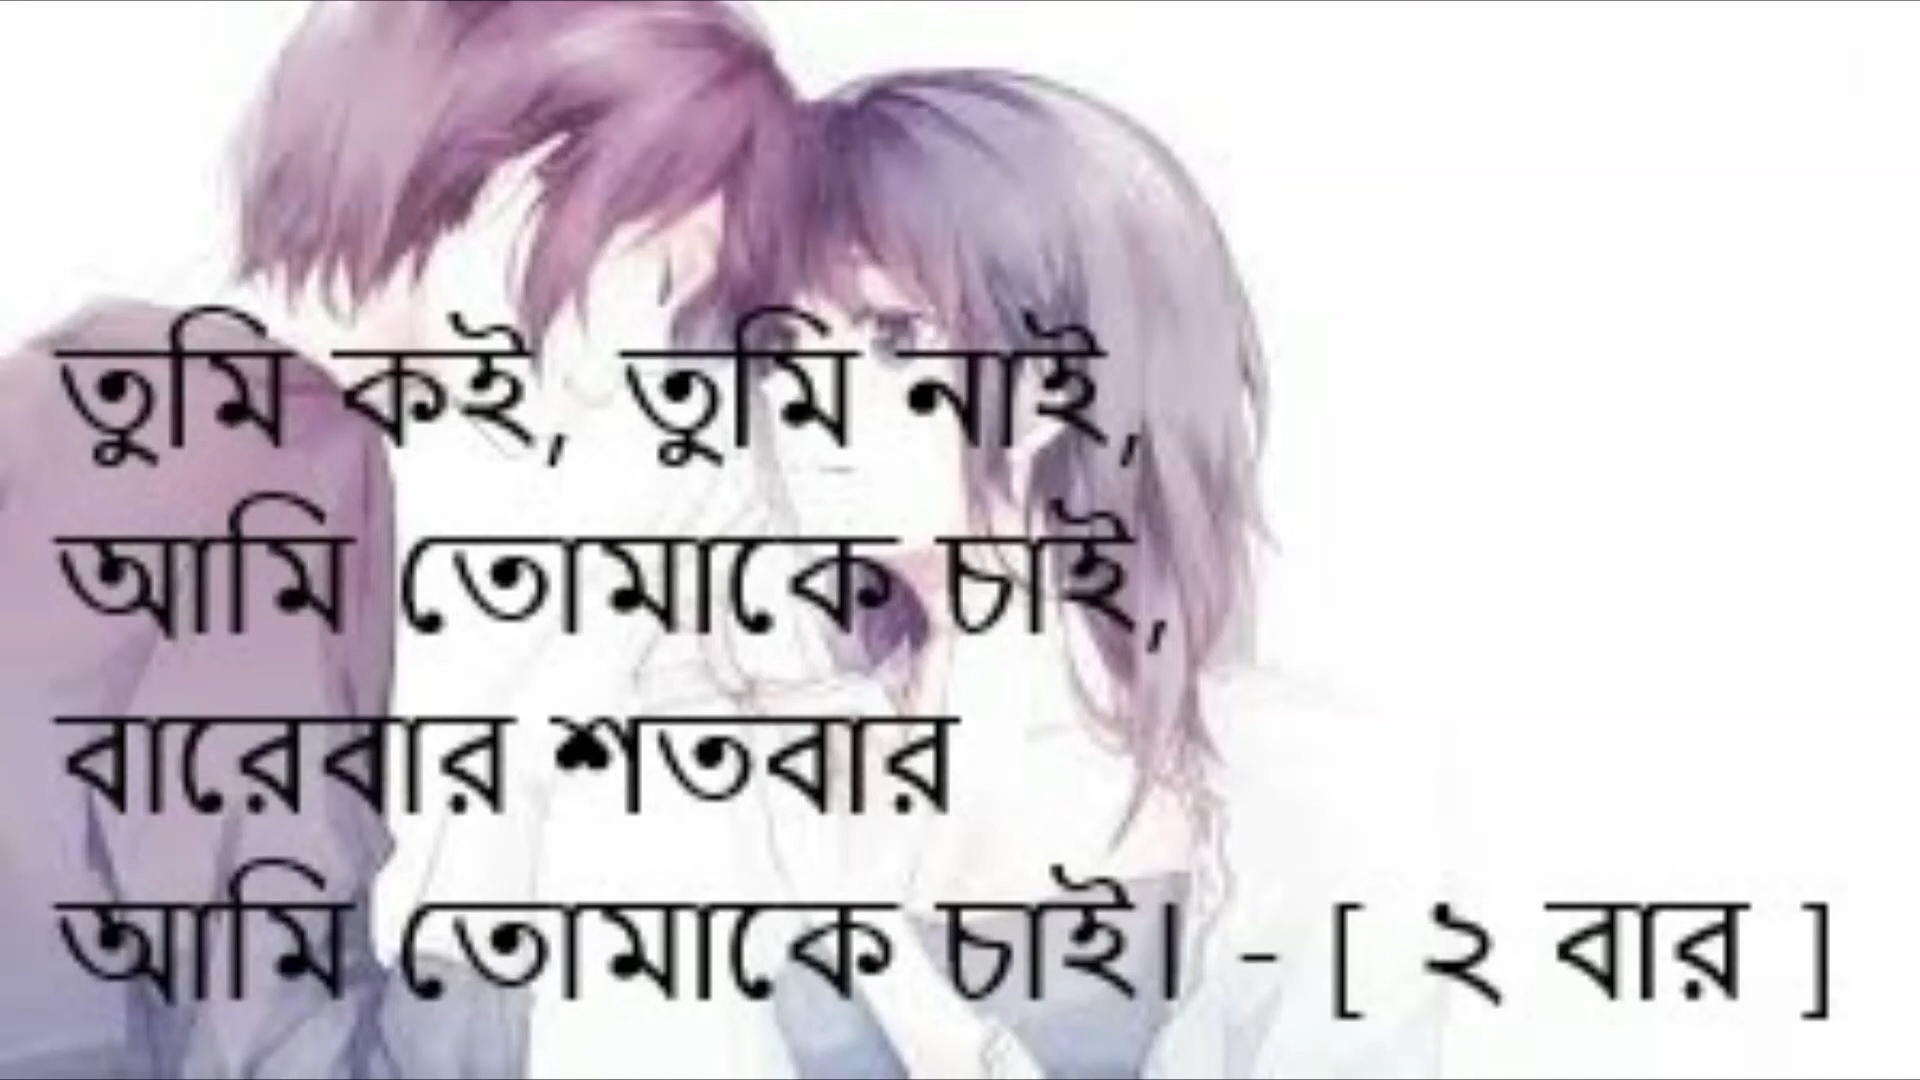 তুমি কই, তুমি নাই,
আমি তোমাকে চাই,
বারেবার শতবার
আমি তোমাকে চাই। - [ ২ বার ]